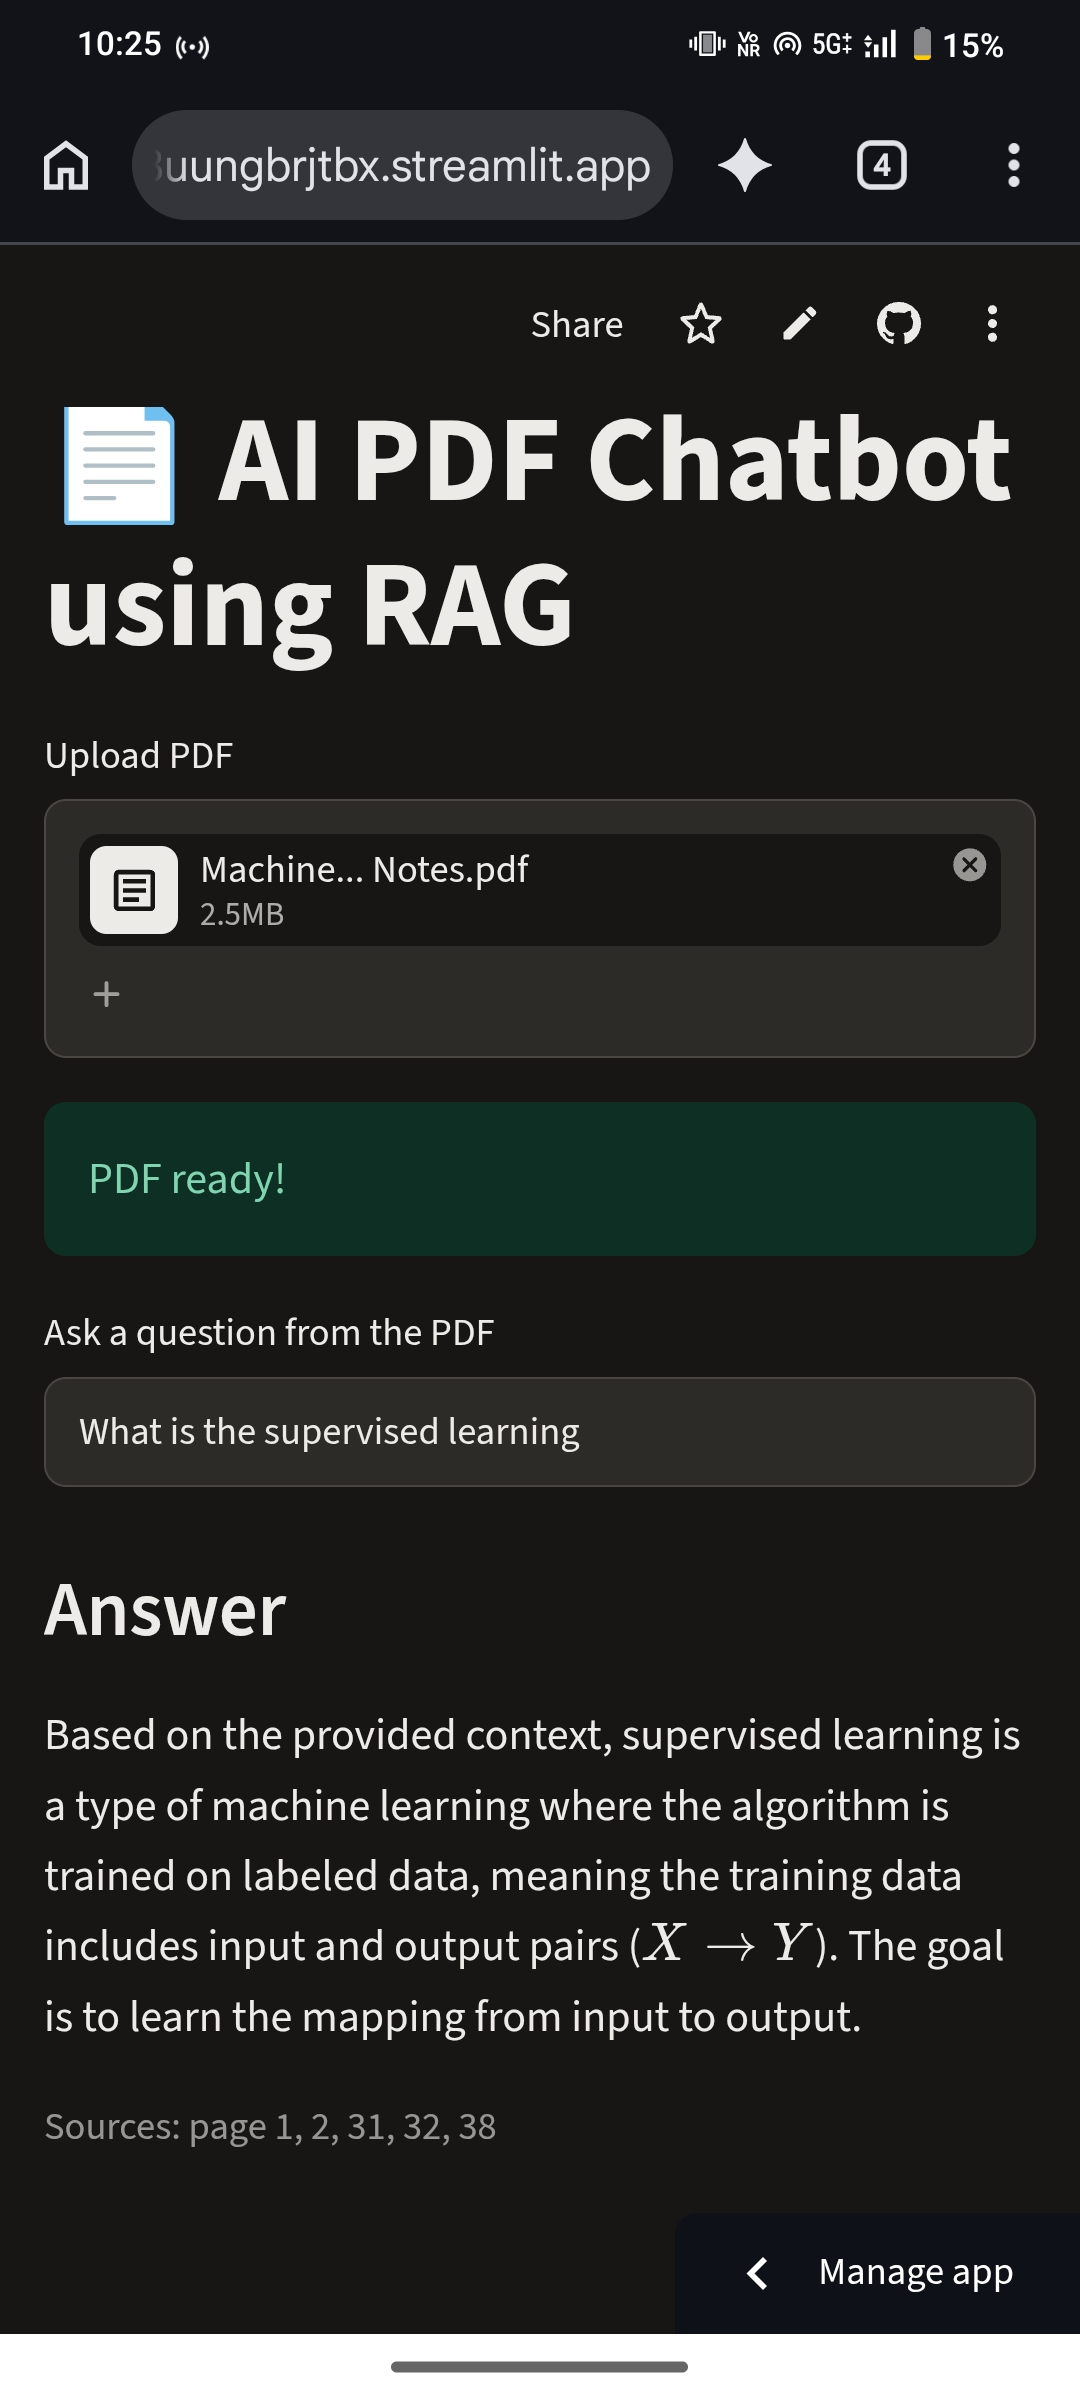 10:25
Vo
NR
5G
15%
uungbrjtbx.streamlit.app
4
Share
AI PDF Chatbot
using RAG
Upload PDF
Machine... Notes.pdf
2.5MB
PDF ready!
Ask a question from the PDF
What is the supervised learning
Answer
Based on the provided context, supervised learning is
a type of machine learning where the algorithm is
trained on labeled data, meaning the training data
includes input and output pairs (X → Y). The goal
is to learn the mapping from input to output.
Sources: page 1, 2, 31, 32, 38
Manage app